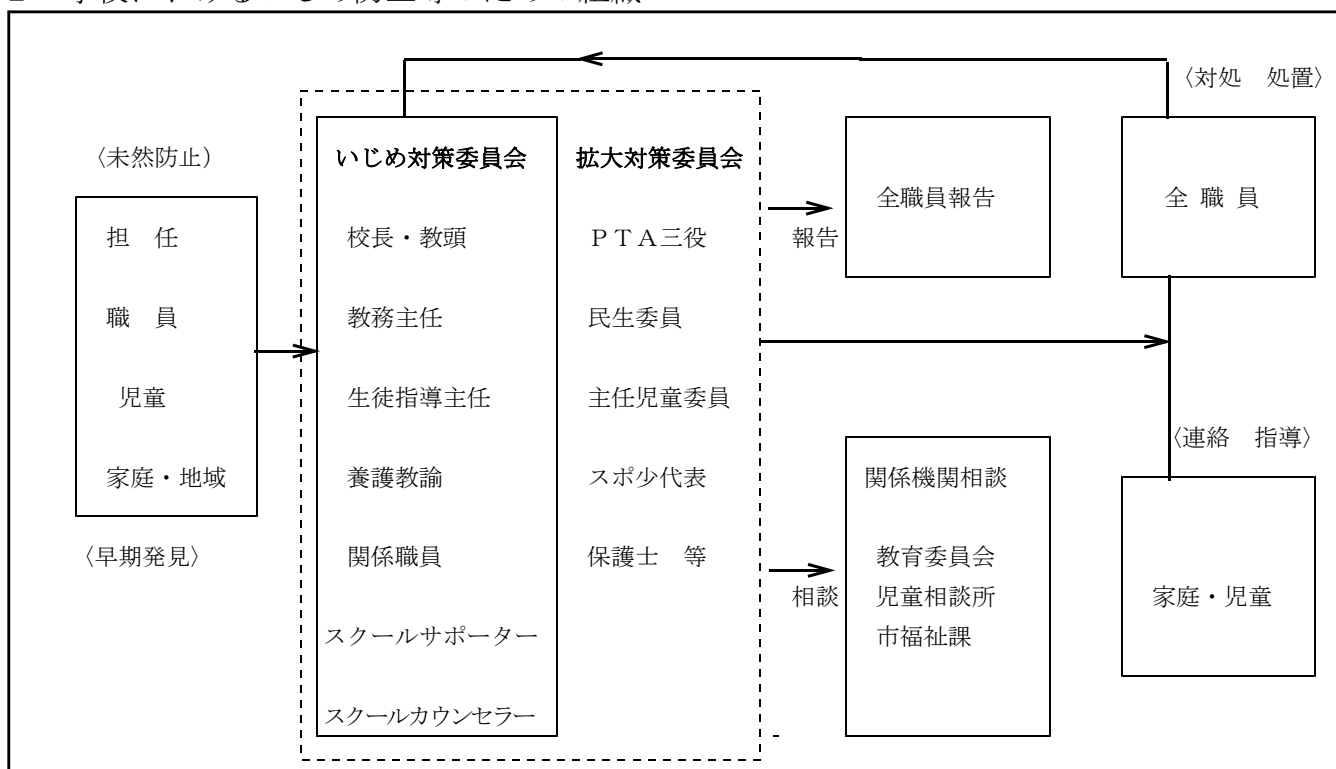 〈対処　処置〉
〈未然防止）
担　任
職　員
児童
家庭・地域
〈早期発見〉
いじめ対策委員会
校長・教頭
教務主任
生徒指導主任
養護教諭
関係職員
スクールサポーター
スクールカウンセラー
拡大対策委員会
ＰＴＡ三役
民生委員
主任児童委員
スポ少代表
保護士　等
報告
全職員報告
相談
関係機関相談
教育委員会
児童相談所
市福祉課
全 職 員
〈連絡　指導〉
家庭・児童